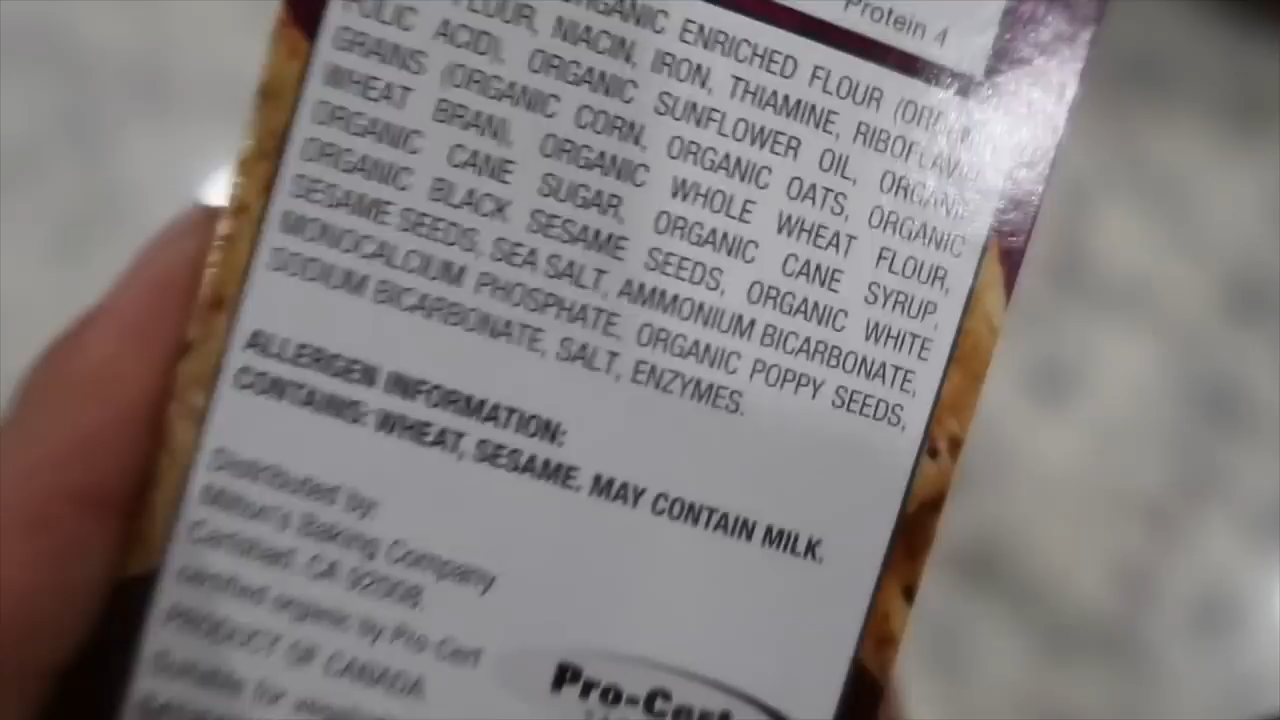 Protein 4
ORGANIC ENRICHED FLOUR (ORGANIC
FLOUR, NIACIN, IRON, THIAMINE, RIBOFLAVIN,
FOLIC ACID), ORGANIC SUNFLOWER OIL, ORGANIC
GRAINS (ORGANIC CORN, ORGANIC OATS, ORGANIC
WHEAT BRAN), ORGANIC WHOLE WHEAT FLOUR,
ORGANIC CANE SUGAR, ORGANIC CANE SYRUP,
ORGANIC BLACK SESAME SEEDS, ORGANIC WHITE
SESAME SEEDS, SEA SALT, AMMONIUM BICARBONATE,
MONOCALCIUM PHOSPHATE, ORGANIC POPPY SEEDS,
SODIUM BICARBONATE, SALT, ENZYMES.
ALLERGEN INFORMATION:
CONTAINS: WHEAT, SESAME. MAY CONTAIN MILK.
Distributed by:
Milton's Baking Company
Carlsbad, CA 92008.
Certified organic by Pro-Cert
PRODUCT OF CANADA
Suitable for
Pro-Cert